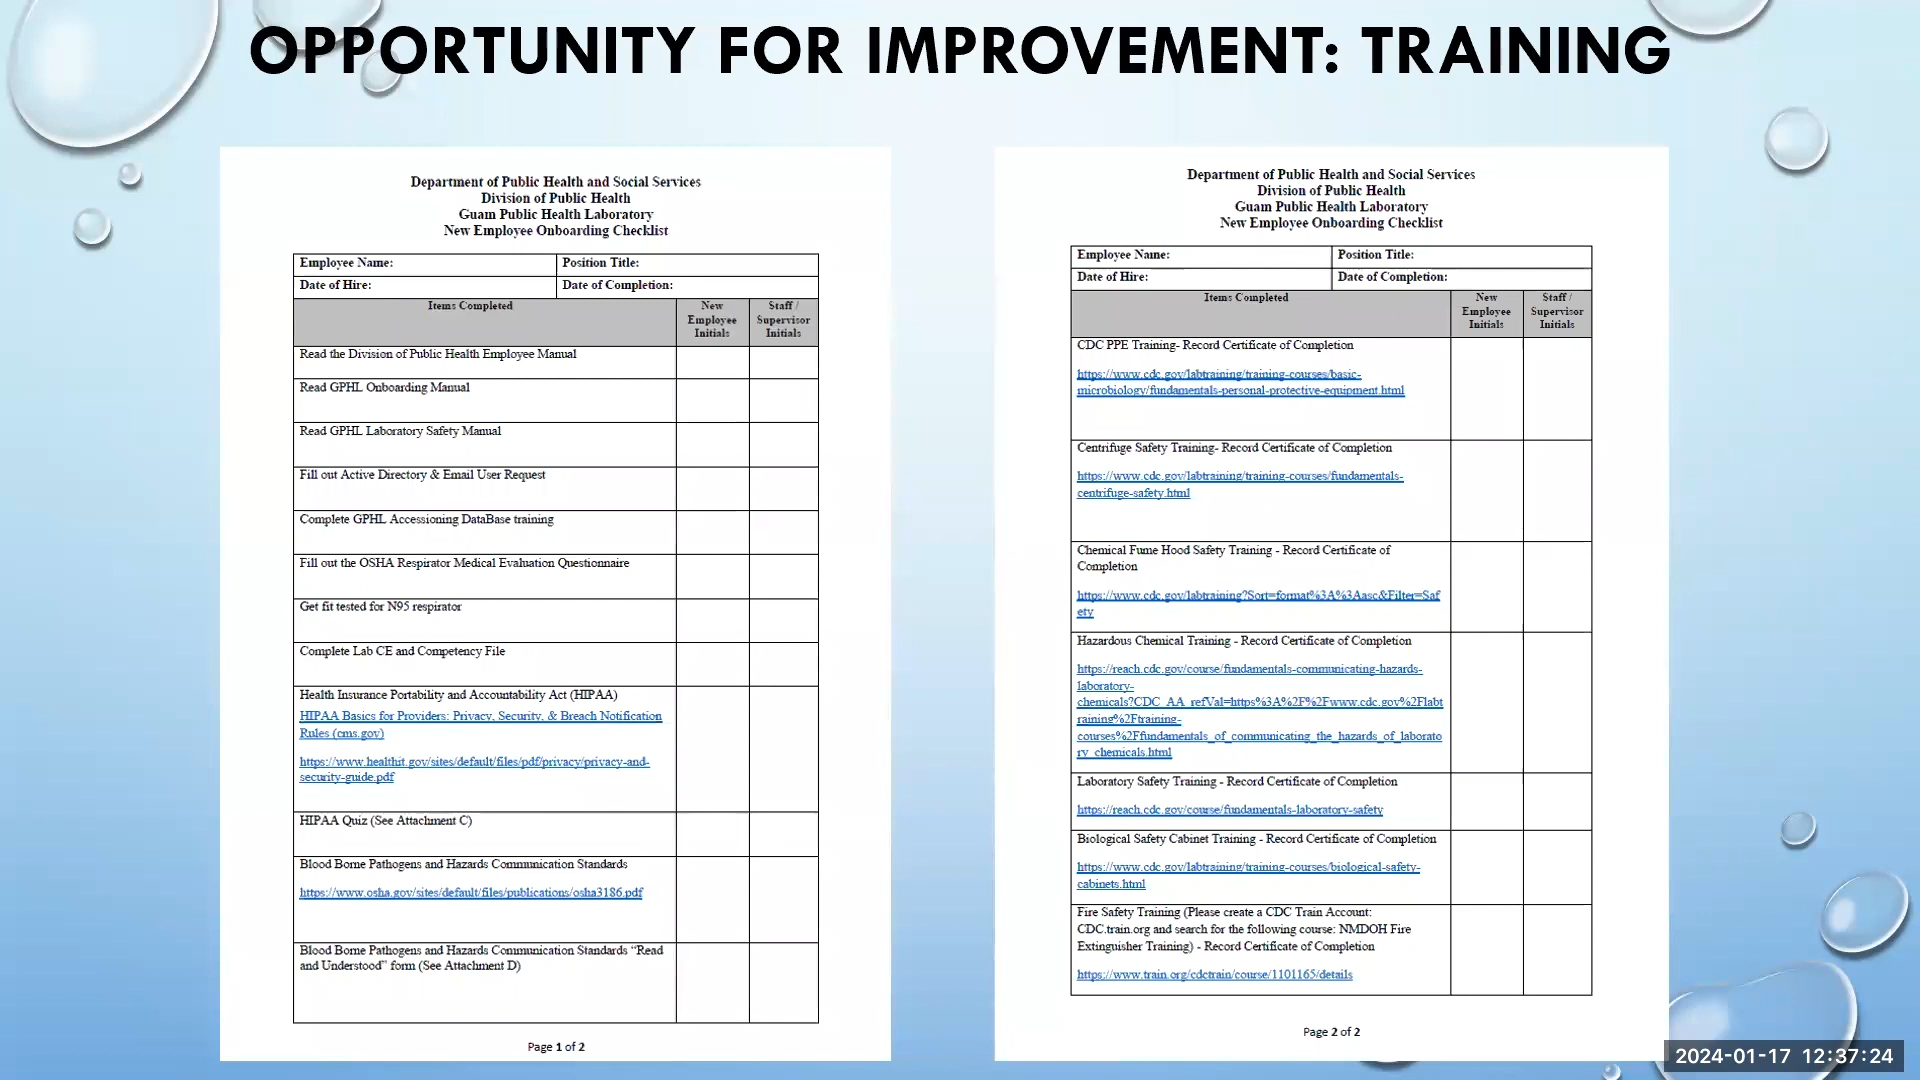 OPPORTUNITY FOR IMPROVEMENT: TRAINING
Department of Public Health and Social Services
Division of Public Health
Guam Public Health Laboratory
New Employee Onboarding Checklist
Employee Name:
Position Title:
Date of Hire:
Date of Completion:
Items Completed
New
Employee
Initials
Staff /
Supervisor
Initials
Read the Division of Public Health Employee Manual
Read GPHL Onboarding Manual
Read GPHL Laboratory Safety Manual
Fill out Active Directory & Email User Request
Complete GPHL Accessioning DataBase training
Fill out the OSHA Respirator Medical Evaluation Questionnaire
Get fit tested for N95 respirator
Complete Lab CE and Competency File
Health Insurance Portability and Accountability Act (HIPAA)
HIPAA Basics for Providers: Privacy, Security, & Breach Notification
Rules (cms.gov)
https://www.healthit.gov/sites/default/files/pdf/privacy/privacy-and-
security-guide.pdf
HIPAA Quiz (See Attachment C)
Blood Borne Pathogens and Hazards Communication Standards
https://www.osha.gov/sites/default/files/publications/osha3186.pdf
Blood Borne Pathogens and Hazards Communication Standards “Read
and Understood” form (See Attachment D)
Page 1 of 2
Department of Public Health and Social Services
Division of Public Health
Guam Public Health Laboratory
New Employee Onboarding Checklist
Employee Name:
Position Title:
Date of Hire:
Date of Completion:
Items Completed
New
Employee
Initials
Staff /
Supervisor
Initials
CDC PPE Training- Record Certificate of Completion
https://www.cdc.gov/labtraining/training-courses/basic-
microbiology/fundamentals-personal-protective-equipment.html
Centrifuge Safety Training- Record Certificate of Completion
https://www.cdc.gov/labtraining/training-courses/fundamentals-
centrifuge-safety.html
Chemical Fume Hood Safety Training - Record Certificate of
Completion
https://www.cdc.gov/labtraining?Sort=format%3A%3Aasc&Filter=Saf
ety
Hazardous Chemical Training - Record Certificate of Completion
https://reach.cdc.gov/course/fundamentals-communicating-hazards-
laboratory-
chemicals?CDC_AA_refVal=https%3A%2F%2Fwww.cdc.gov%2Flabt
raining%2Ftraining-
courses%2Ffundamentals_of_communicating_the_hazards_of_laborato
ry_chemicals.html
Laboratory Safety Training - Record Certificate of Completion
https://reach.cdc.gov/course/fundamentals-laboratory-safety
Biological Safety Cabinet Training - Record Certificate of Completion
https://www.cdc.gov/labtraining/training-courses/biological-safety-
cabinets.html
Fire Safety Training (Please create a CDC Train Account:
CDC.train.org and search for the following course: NMDOH Fire
Extinguisher Training) - Record Certificate of Completion
https://www.train.org/cdctrain/course/1101165/details
Page 2 of 2
2024-01-17 12:37:24